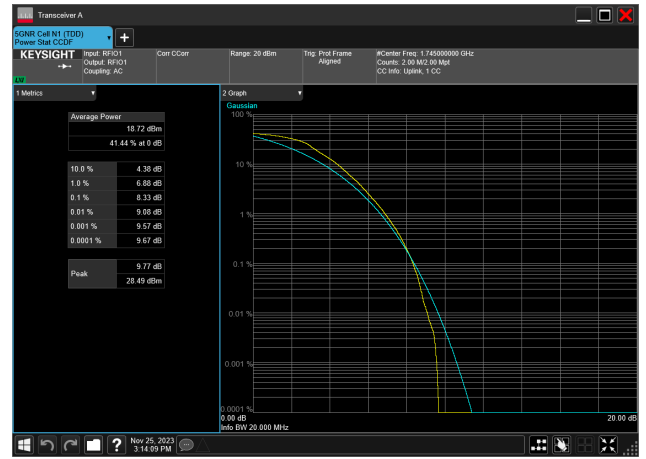 Transceiver A
5GNR Cell N1 (TDD)
Power Stat CCDF
KEYSIGHT
LXI
Input: RFIO1
Output: RFIO1
Coupling: AC
Corr CCorr
Range: 20 dBm
Trig: Prot Frame
Aligned
#Center Freq: 1.745000000 GHz
Counts: 2.00 M/2.00 Mpt
CC Info: Uplink, 1 CC
1 Metrics
Average Power
18.72 dBm
41.44 % at 0 dB
10.0 % 4.38 dB
1.0 % 6.88 dB
0.1 % 8.33 dB
0.01 % 9.08 dB
0.001 % 9.57 dB
0.0001 % 9.67 dB
Peak
9.77 dB
28.49 dBm
2 Graph
Gaussian
100 %
10 %
1 %
0.1 %
0.01 %
0.001 %
0.0001 %
0.00 dB 20.00 dB
Info BW 20.000 MHz
Nov 25, 2023
3:14:09 PM